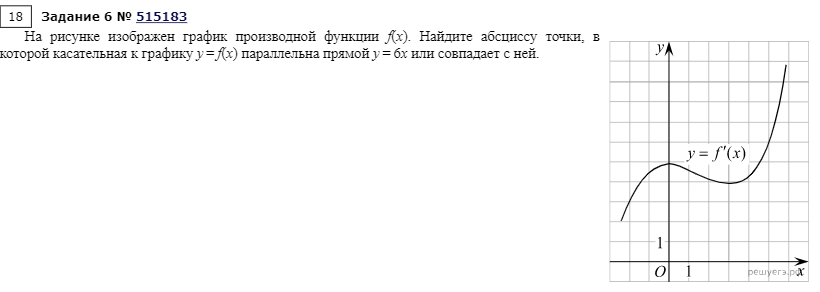 18 Задание 6 № 515183
На рисунке изображен график производной функции f(x). Найдите абсциссу точки, в
которой касательная к графику y = f(x) параллельна прямой y = 6x или совпадает с ней.
y
y = f′(x)
1
O 1 решуегэ.рф x